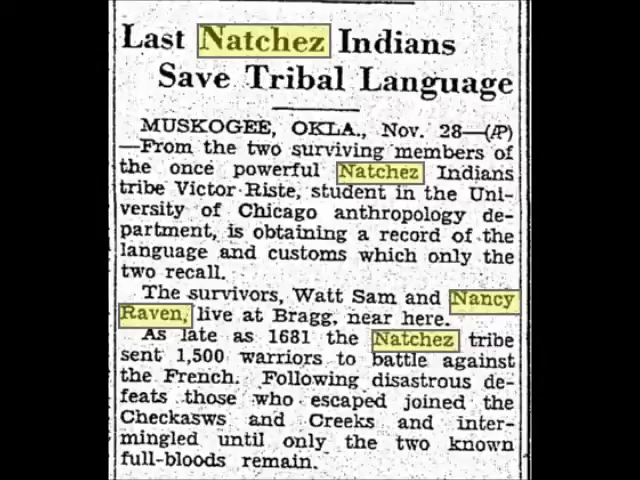 Last Natchez Indians
Save Tribal Language
MUSKOGEE, OKLA., Nov. 28—(AP)
—From the two surviving members of
the once powerful Natchez Indians
tribe Victor Riste, student in the Uni-
versity of Chicago anthropology de-
partment, is obtaining a record of the
language and customs which only the
two recall.
The survivors, Watt Sam and Nancy
Raven, live at Bragg, near here.
As late as 1681 the Natchez tribe
sent 1,500 warriors to battle against
the French. Following disastrous de-
feats those who escaped joined the
Checkasws and Creeks and inter-
mingled until only the two known
full-bloods remain.